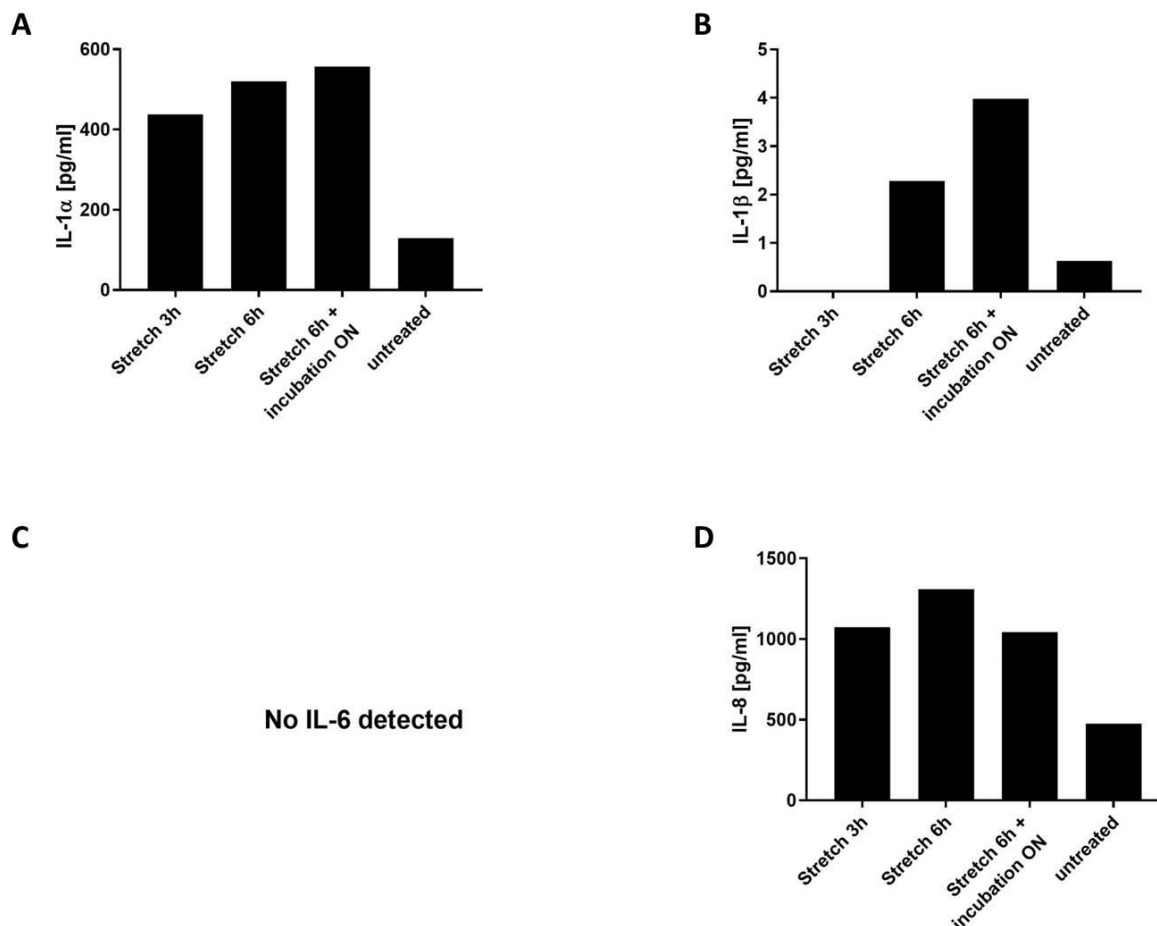 A
600
400
200
0
IL-1α [pg/ml]
Stretch 3h
Stretch 6h
Stretch 6h +
incubation ON
untreated
B
5
4
3
2
1
0
IL-1β [pg/ml]
Stretch 3h
Stretch 6h
Stretch 6h +
incubation ON
untreated
C
No IL-6 detected
D
1500
1000
500
0
IL-8 [pg/ml]
Stretch 3h
Stretch 6h
Stretch 6h +
incubation ON
untreated